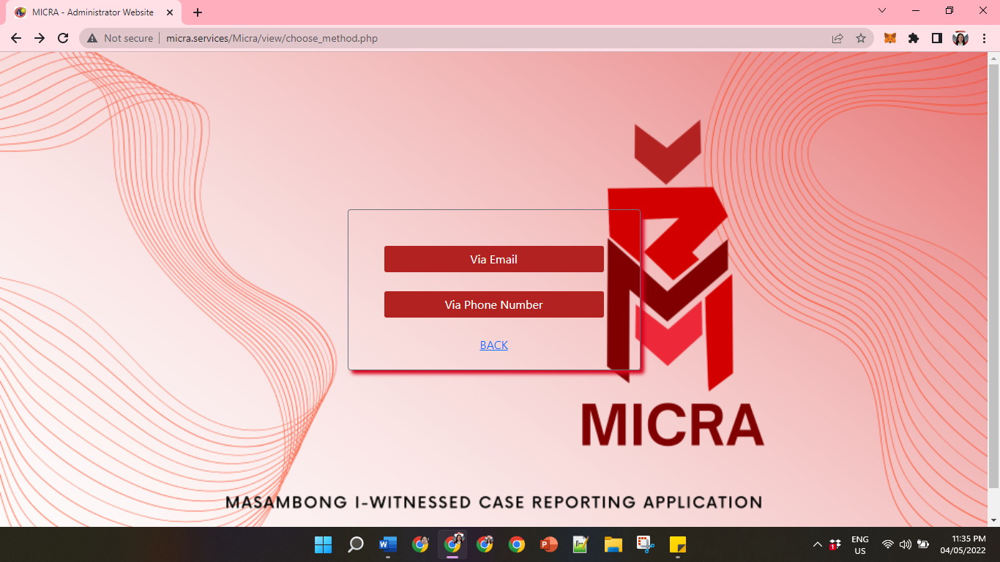 MICRA - Administrator Website
Not secure
micra.services/Micra/view/choose_method.php
Via Email
Via Phone Number
BACK
MICRA
MASAMBONG I-WITNESSED CASE REPORTING APPLICATION
ENG
US
11:35 PM
04/05/2022